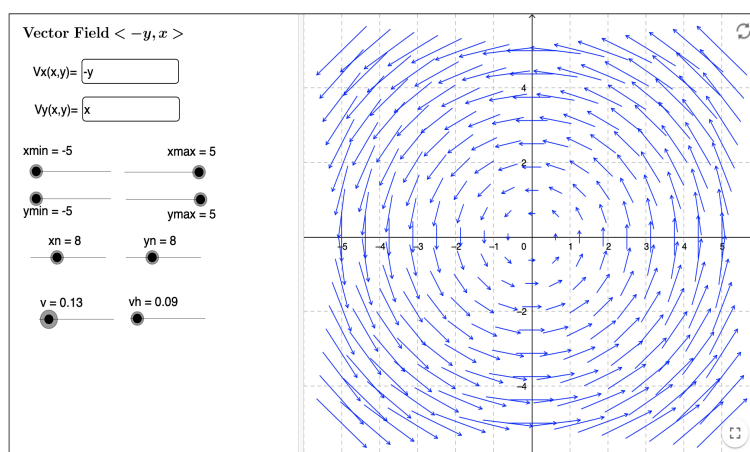 Vector Field < −y, x >
Vx(x,y)= -y
Vy(x,y)= x
xmin = -5 xmax = 5
ymin = -5 ymax = 5
xn = 8 yn = 8
v = 0.13 vh = 0.09
4
2
-5 -4 -3 -2 -1 0 1 2 3 4 5
-2
-4